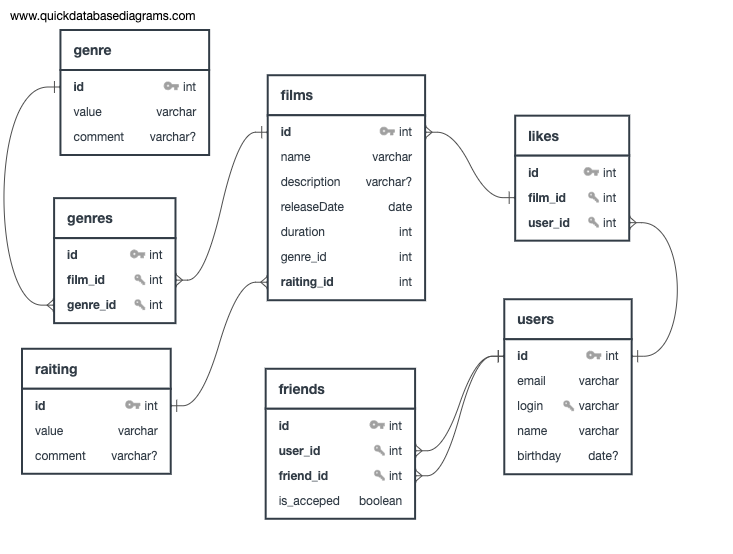 www.quickdatabasediagrams.com
genre
id int
value varchar
comment varchar?
genres
id int
film_id int
genre_id int
raiting
id int
value varchar
comment varchar?
films
id int
name varchar
description varchar?
releaseDate date
duration int
genre_id int
raiting_id int
friends
id int
user_id int
friend_id int
is_acceped boolean
likes
id int
film_id int
user_id int
users
id int
email varchar
login varchar
name varchar
birthday date?